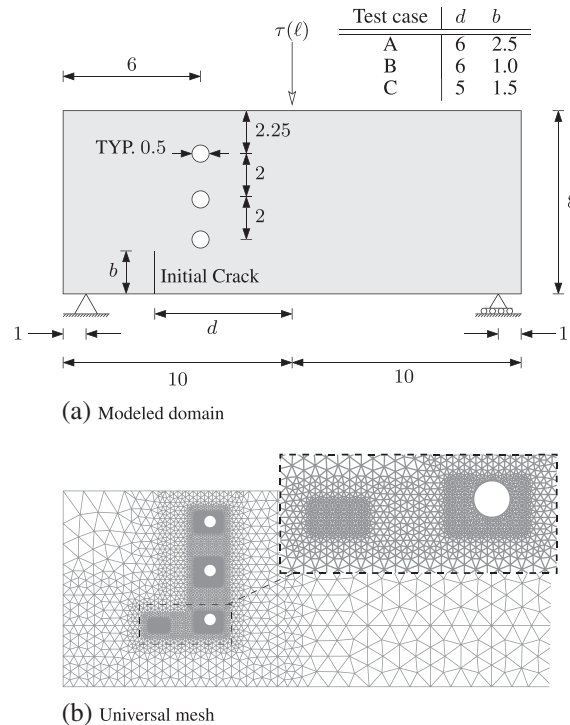 Test case d b
A 6 2.5
B 6 1.0
C 5 1.5
τ(ℓ)
6
2.25
TYP. 0.5
2
2
b
Initial Crack
d
1
1
10
10
(a) Modeled domain
(b) Universal mesh